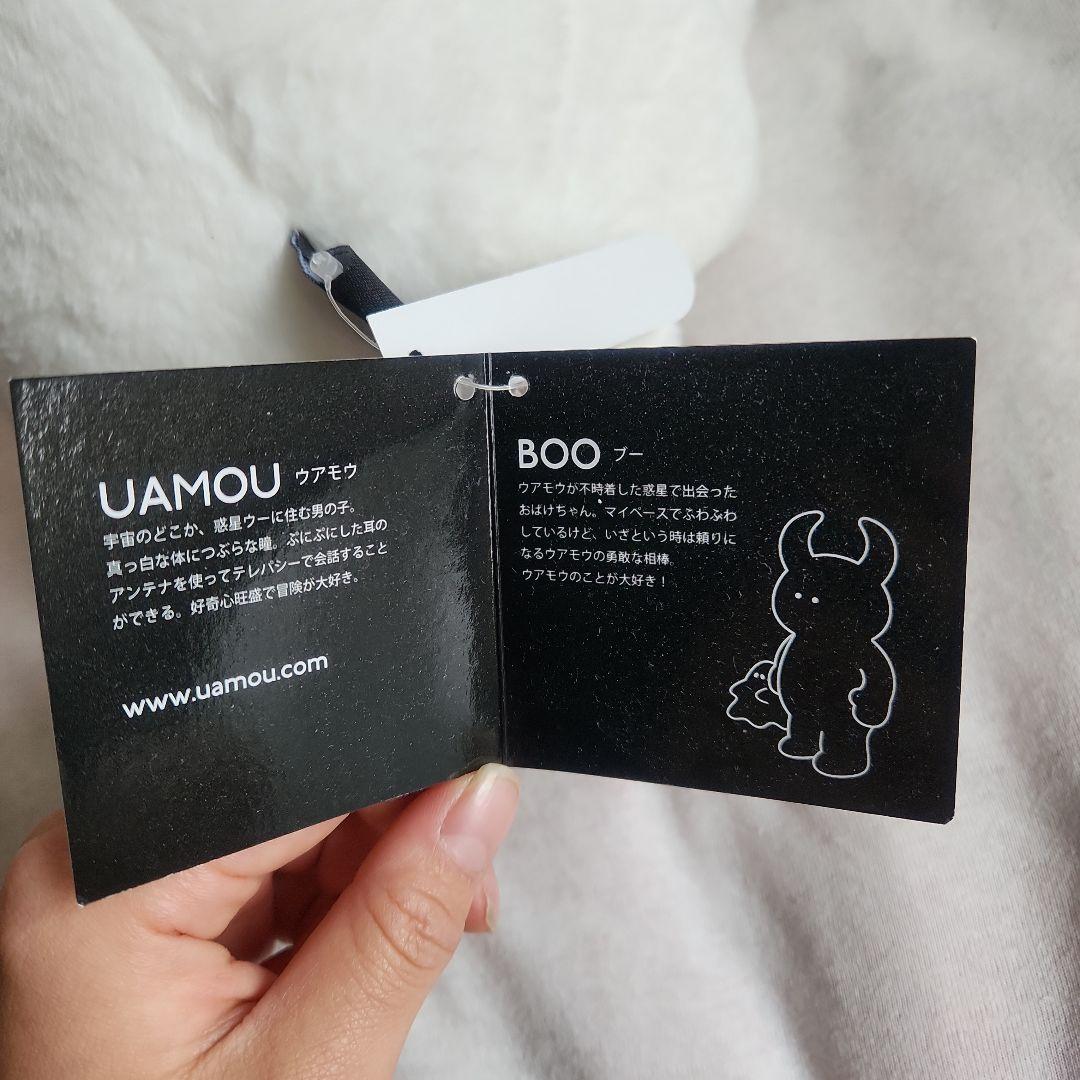 UAMOU ウアモウ
宇宙のどこか、惑星ウーに住む男の子。
真っ白な体につぶらな瞳。ぷにぷにした耳の
アンテナを使ってテレパシーで会話すること
ができる。好奇心旺盛で冒険が大好き。
www.uamou.com
BOO ブー
ウアモウが不時着した惑星で出会った
おばけちゃん。マイペースでふわふわ
しているけど、いざという時は頼りに
なるウアモウの勇敢な相棒。
ウアモウのことが大好き！